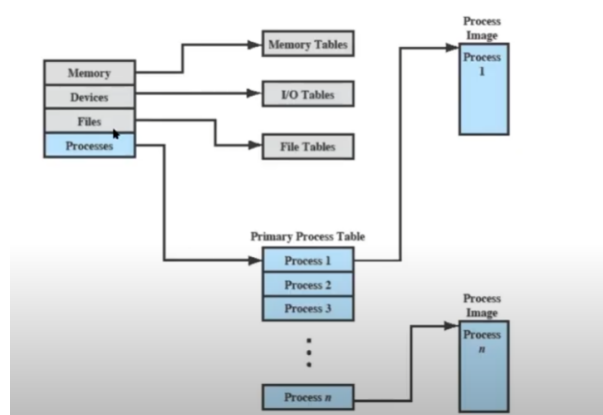 Process
Image
Memory Tables
Process
1
Memory
Devices
I/O Tables
Files
Processes
File Tables
Primary Process Table
Process 1
Process 2
Process 3
Process
Image
Process
n
Process n